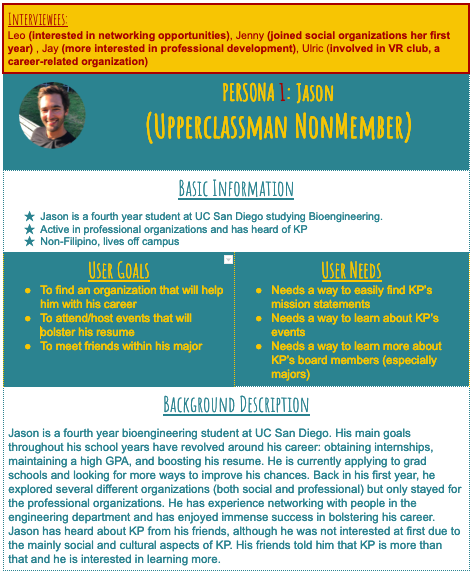 Interviewees:
Leo (interested in networking opportunities), Jenny (joined social organizations her first
year) , Jay (more interested in professional development), Ulric (involved in VR club, a
career-related organization)
PERSONA 1: Jason
(Upperclassman NonMember)
Basic Information
★ Jason is a fourth year student at UC San Diego studying Bioengineering.
★ Active in professional organizations and has heard of KP
★ Non-Filipino, lives off campus
User Goals
● To find an organization that will help
him with his career
● To attend/host events that will
bolster his resume
● To meet friends within his major
User Needs
● Needs a way to easily find KP's
mission statements
● Needs a way to learn about KP's
events
● Needs a way to learn more about
KP's board members (especially
majors)
Background Description
Jason is a fourth year bioengineering student at UC San Diego. His main goals
throughout his school years have revolved around his career: obtaining internships,
maintaining a high GPA, and boosting his resume. He is currently applying to grad
schools and looking for more ways to improve his chances. Back in his first year, he
explored several different organizations (both social and professional) but only stayed for
the professional organizations. He has experience networking with people in the
engineering department and has enjoyed immense success in bolstering his career.
Jason has heard about KP from his friends, although he was not interested at first due to
the mainly social and cultural aspects of KP. His friends told him that KP is more than
that and he is interested in learning more.